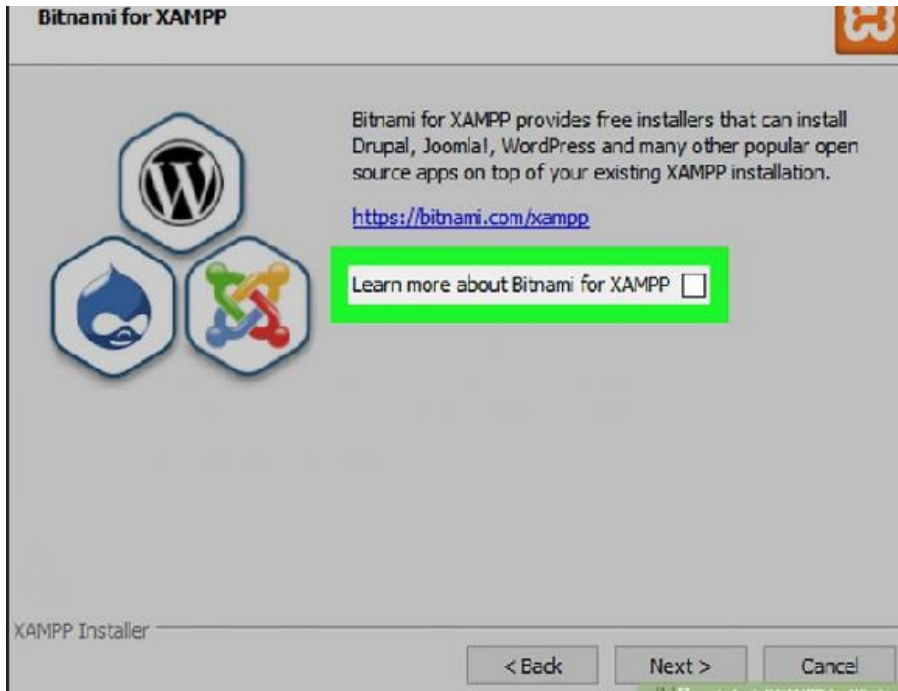 Bitnami for XAMPP
Bitnami for XAMPP provides free installers that can install
Drupal, Joomla!, WordPress and many other popular open
source apps on top of your existing XAMPP installation.
https://bitnami.com/xampp
Learn more about Bitnami for XAMPP
XAMPP Installer
< Back
Next >
Cancel